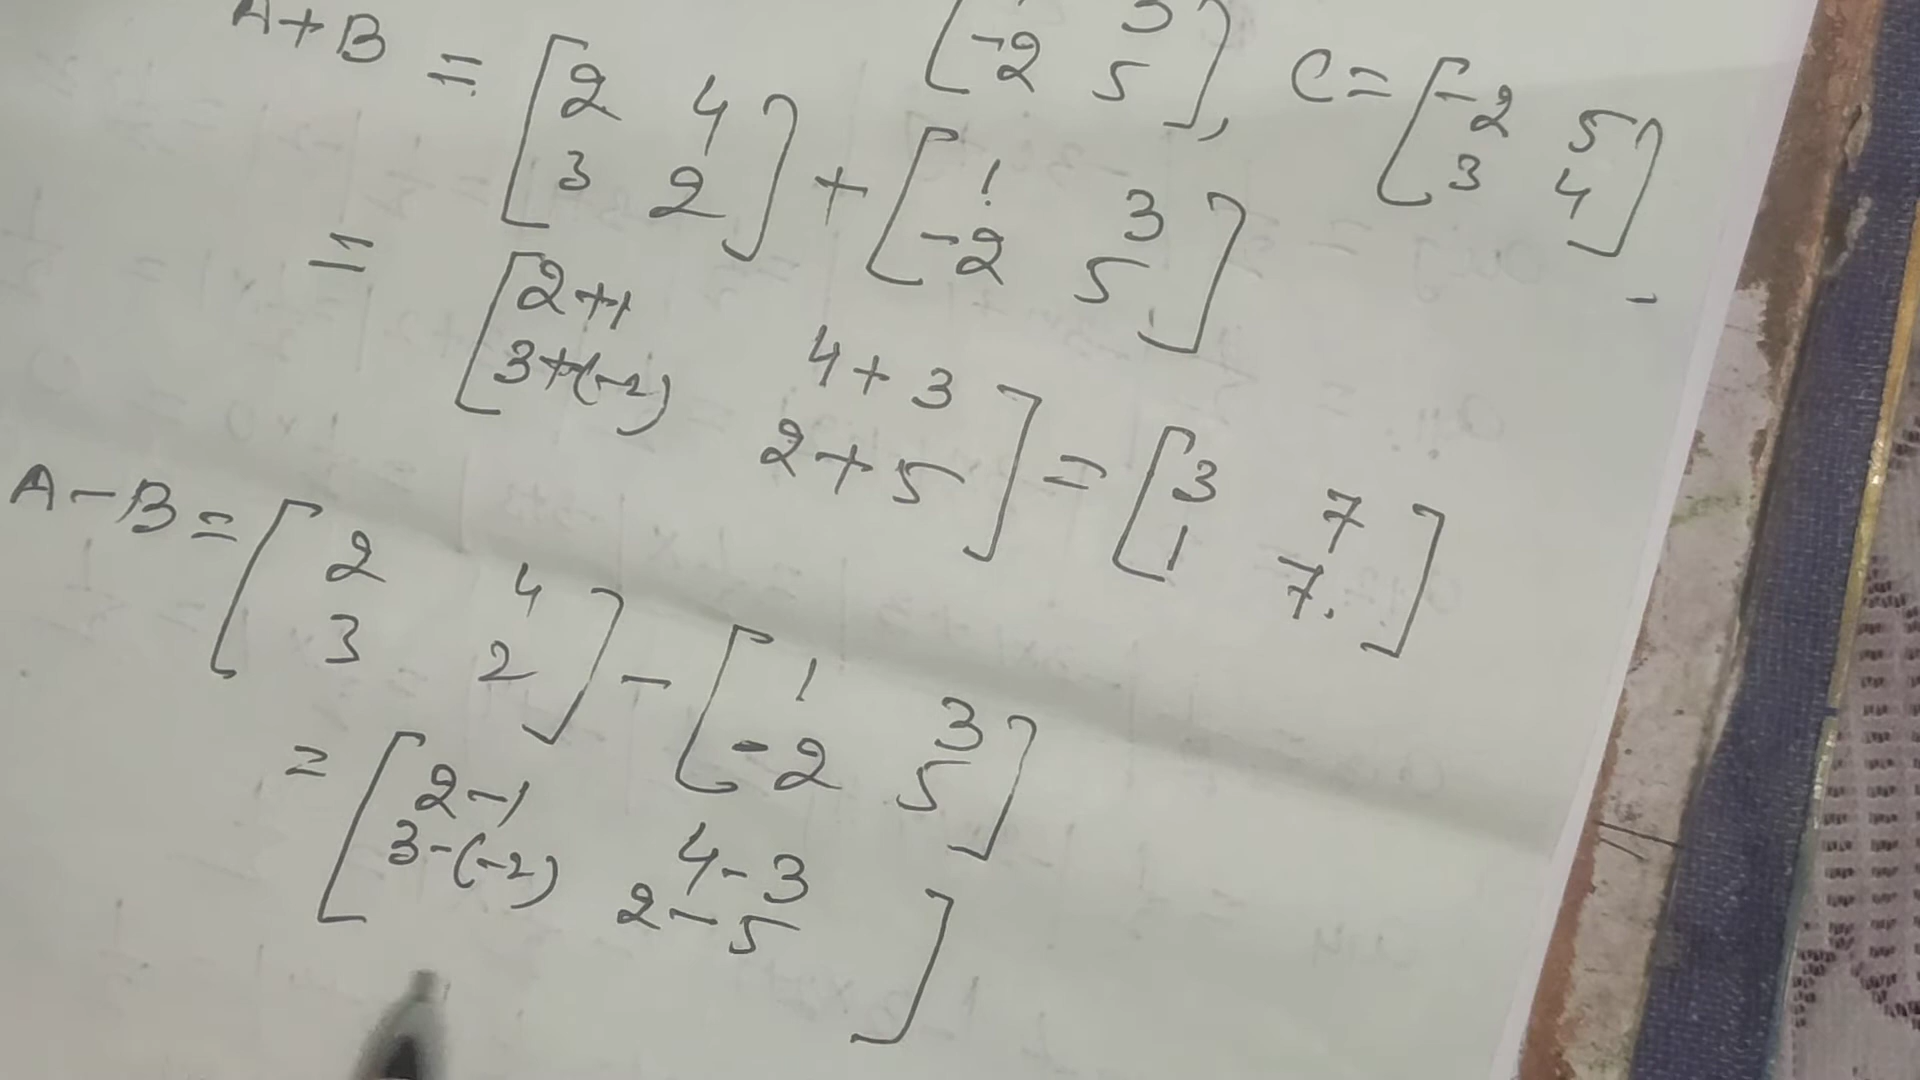 [  3
-2 5], C = [-2 5
3 4]
A+B = [2 4
3 2] + [1 3
-2 5]
= [2+1 4+3
3+(-2) 2+5] = [3 7
1 7.]
A-B = [2 4
3 2] - [1 3
-2 5]
= [2-1 4-3
3-(-2) 2-5]